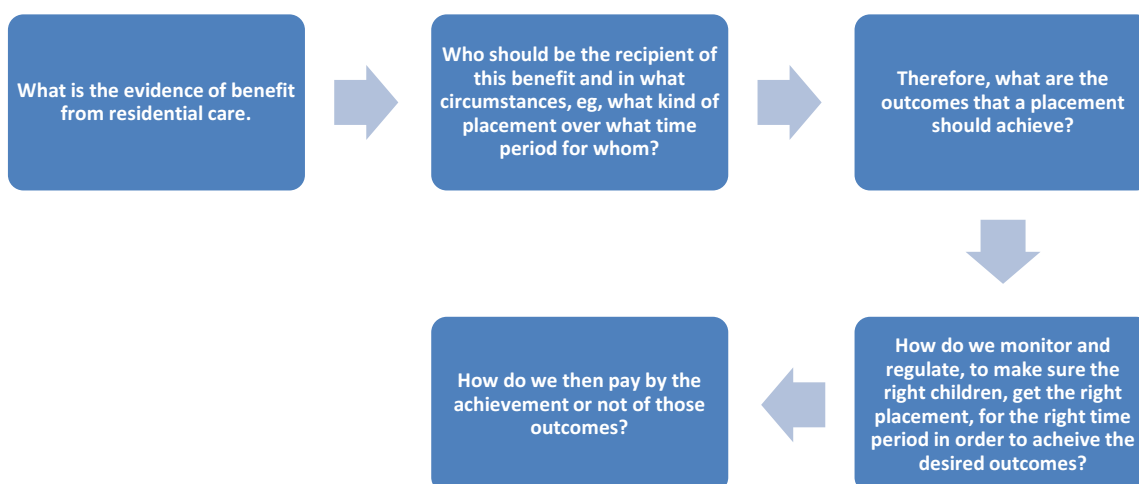 What is the evidence of benefit
from residential care.
Who should be the recipient of
this benefit and in what
circumstances, eg, what kind of
placement over what time
period for whom?
Therefore, what are the
outcomes that a placement
should achieve?
How do we monitor and
regulate, to make sure the
right children, get the right
placement, for the right time
period in order to acheive the
desired outcomes?
How do we then pay by the
achievement or not of those
outcomes?